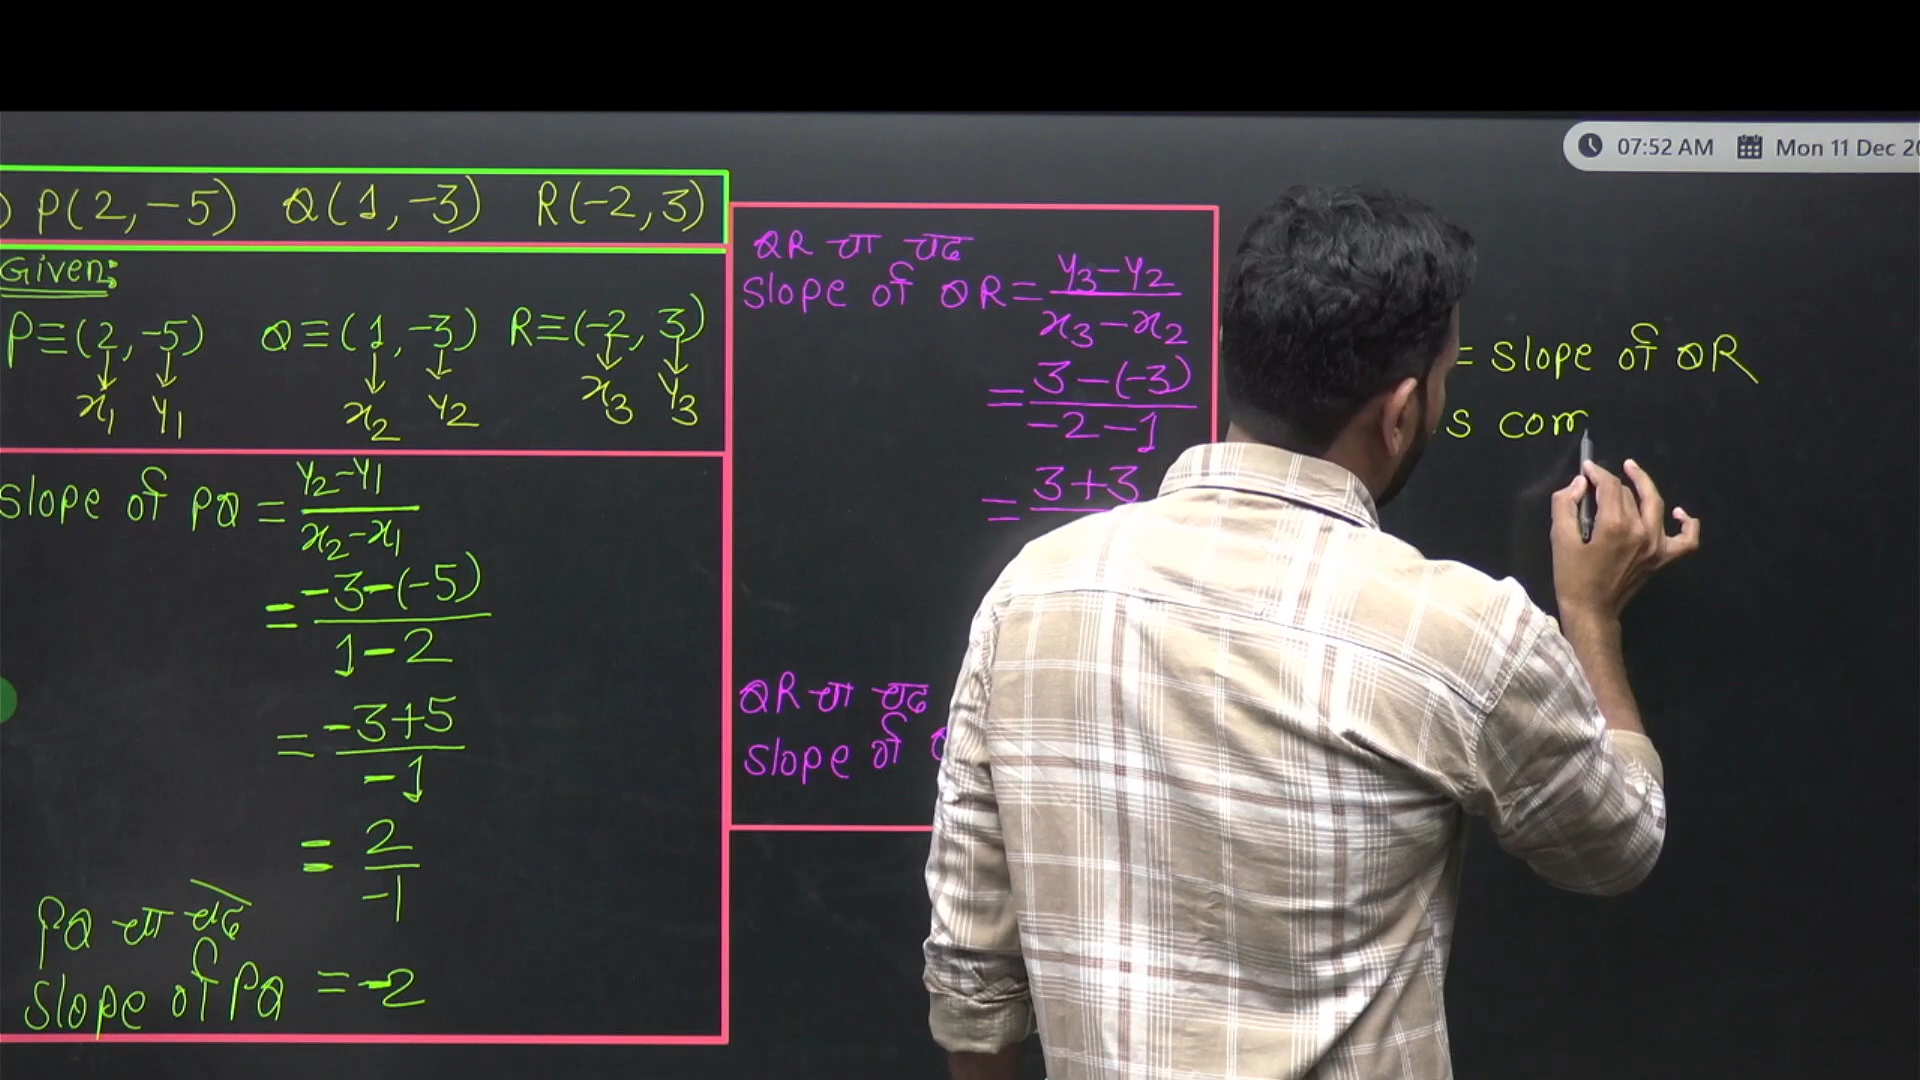 07:52 AM Mon 11 Dec 20
) P(2,-5) Q(1,-3) R(-2,3)
Given:
P≡(2,-5) Q≡(1,-3) R≡(-2,3)
x₁ y₁ x₂ y₂ x₃ y₃
Slope of PQ = y₂-y₁
x₂-x₁
= -3-(-5)
1-2
= -3+5
-1
= 2
-1
PQ चा चढ
Slope of PQ = -2
QR चा चढ
Slope of QR = y₃-y₂
x₃-x₂
= 3-(-3)
-2-1
= 3+3
QR चा चढ
Slope of
= Slope of QR
s com